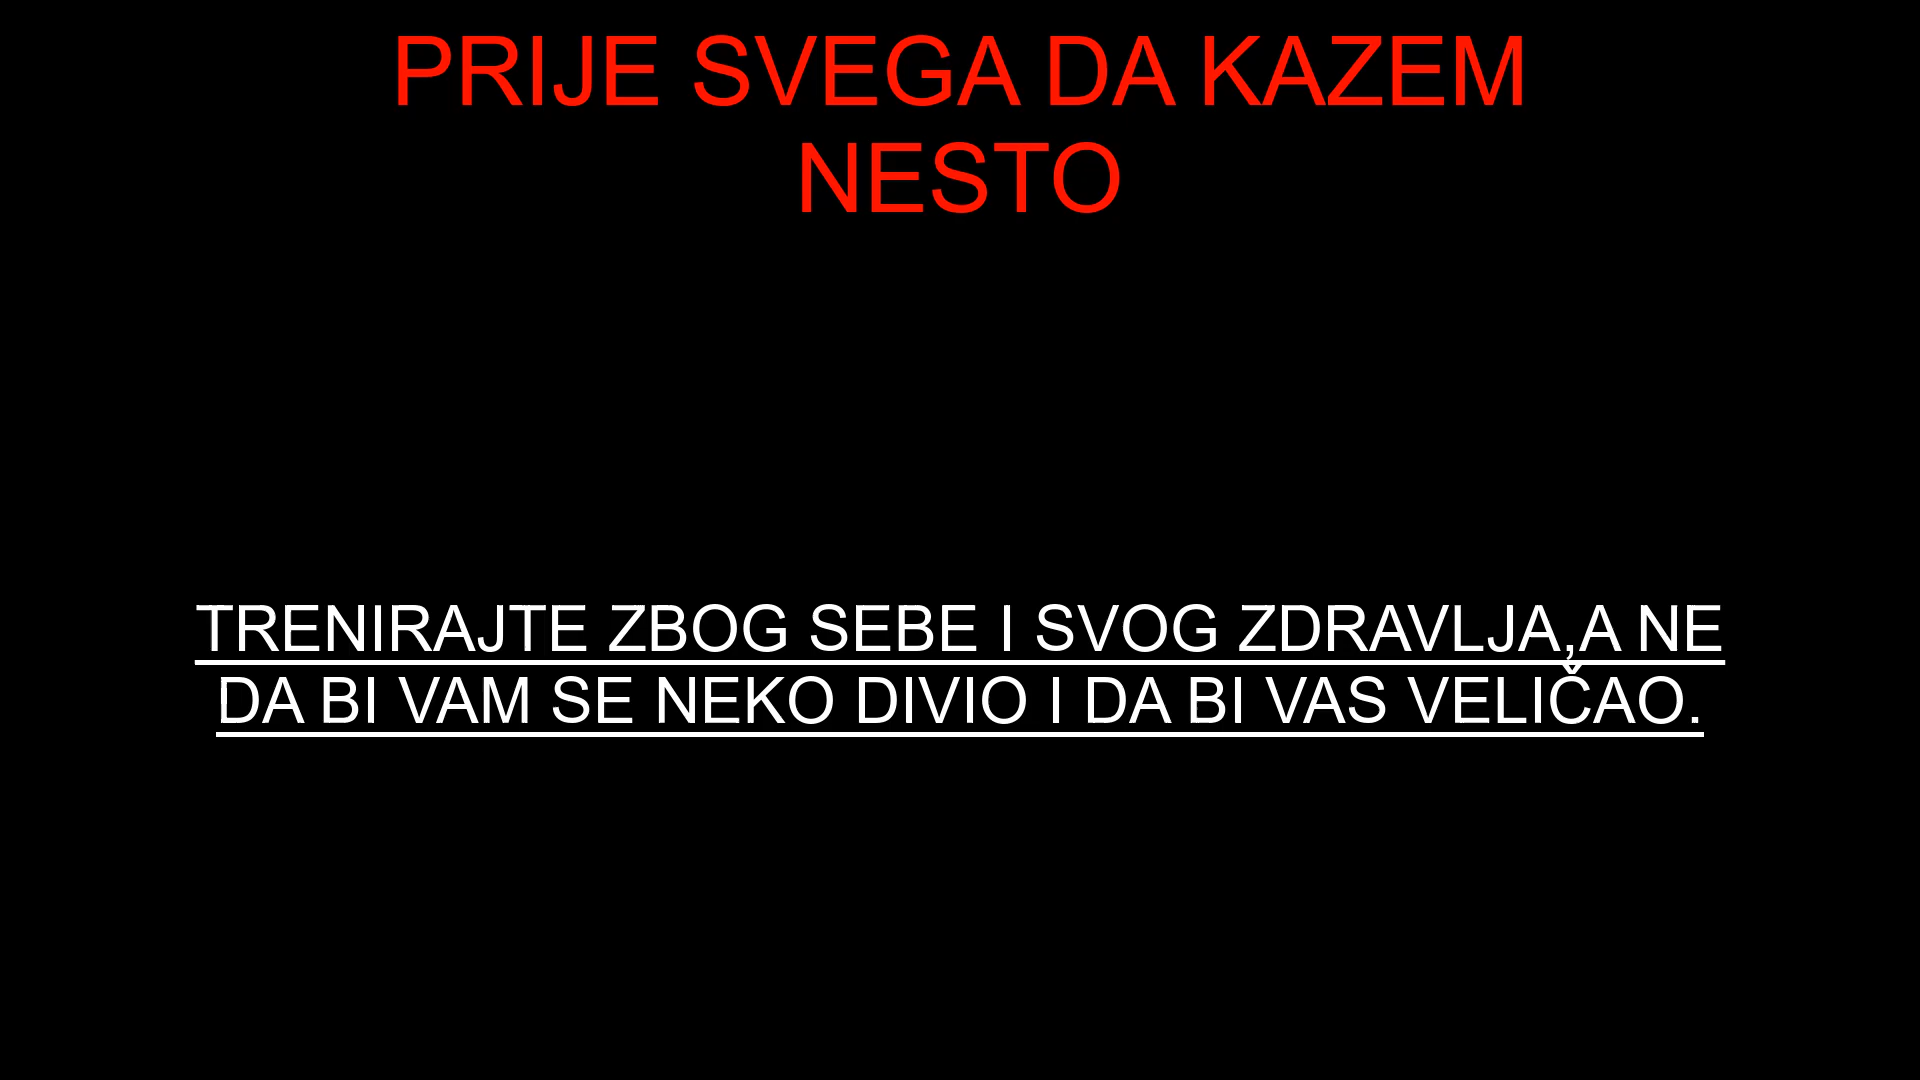 PRIJE SVEGA DA KAZEM
NESTO
TRENIRAJTE ZBOG SEBE I SVOG ZDRAVLJA,A NE
DA BI VAM SE NEKO DIVIO I DA BI VAS VELIČAO.